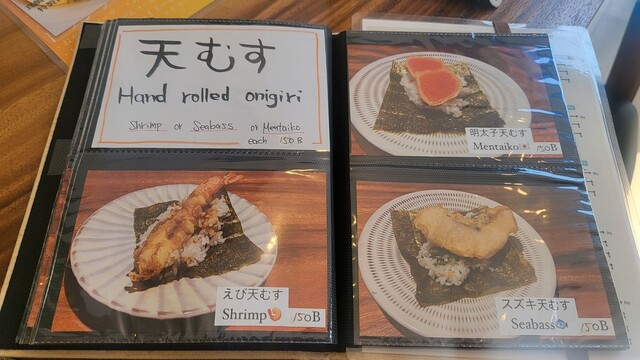 天むす
Hand rolled onigiri
Shrimp or Seabass or Mentaiko
each 150B
明太子天むす
Mentaiko 150B
えび天むす
Shrimp🍤 150B
スズキ天むす
Seabass🐟 150B